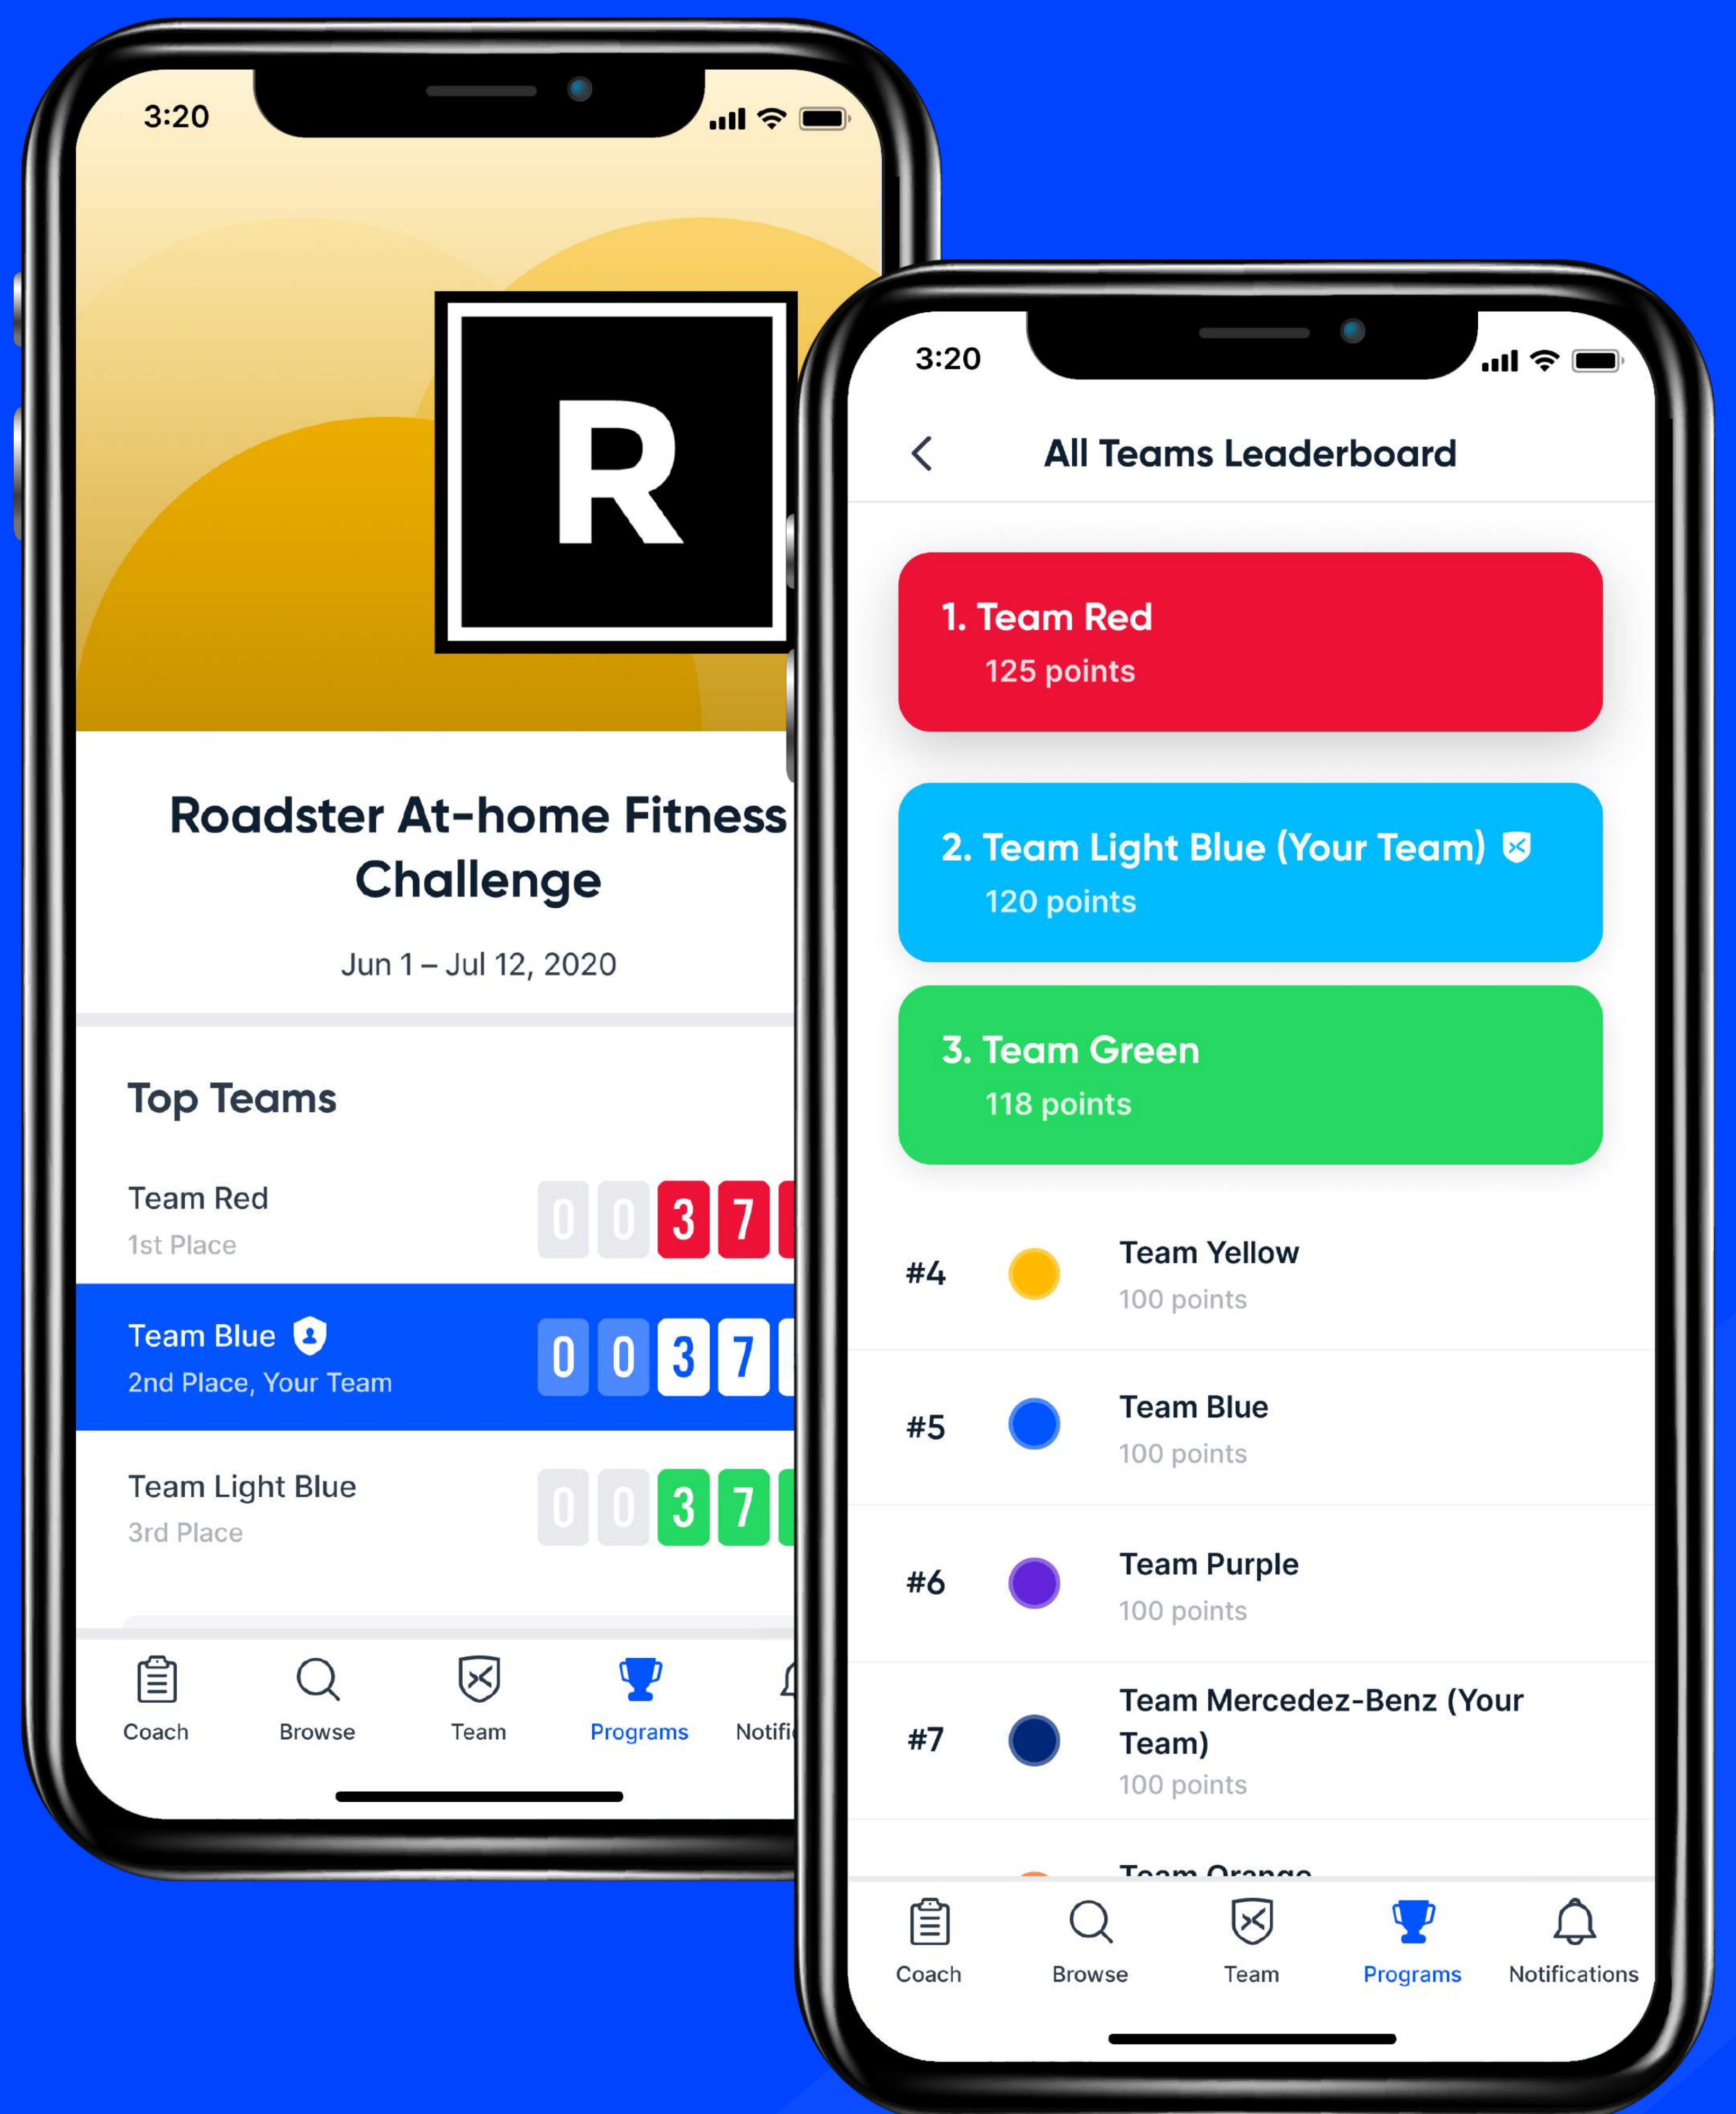 3:20
R
Roadster At-home Fitness
Challenge
Jun 1 – Jul 12, 2020
Top Teams
Team Red
1st Place
0 0 3 7
Team Blue
2nd Place, Your Team
0 0 3 7
Team Light Blue
3rd Place
0 0 3 7
Coach
Browse
Team
Programs
3:20
All Teams Leaderboard
1. Team Red
125 points
2. Team Light Blue (Your Team)
120 points
3. Team Green
118 points
#4
Team Yellow
100 points
#5
Team Blue
100 points
#6
Team Purple
100 points
#7
Team Mercedez-Benz (Your
Team)
100 points
Team Orange
Coach
Browse
Team
Programs
Notifications